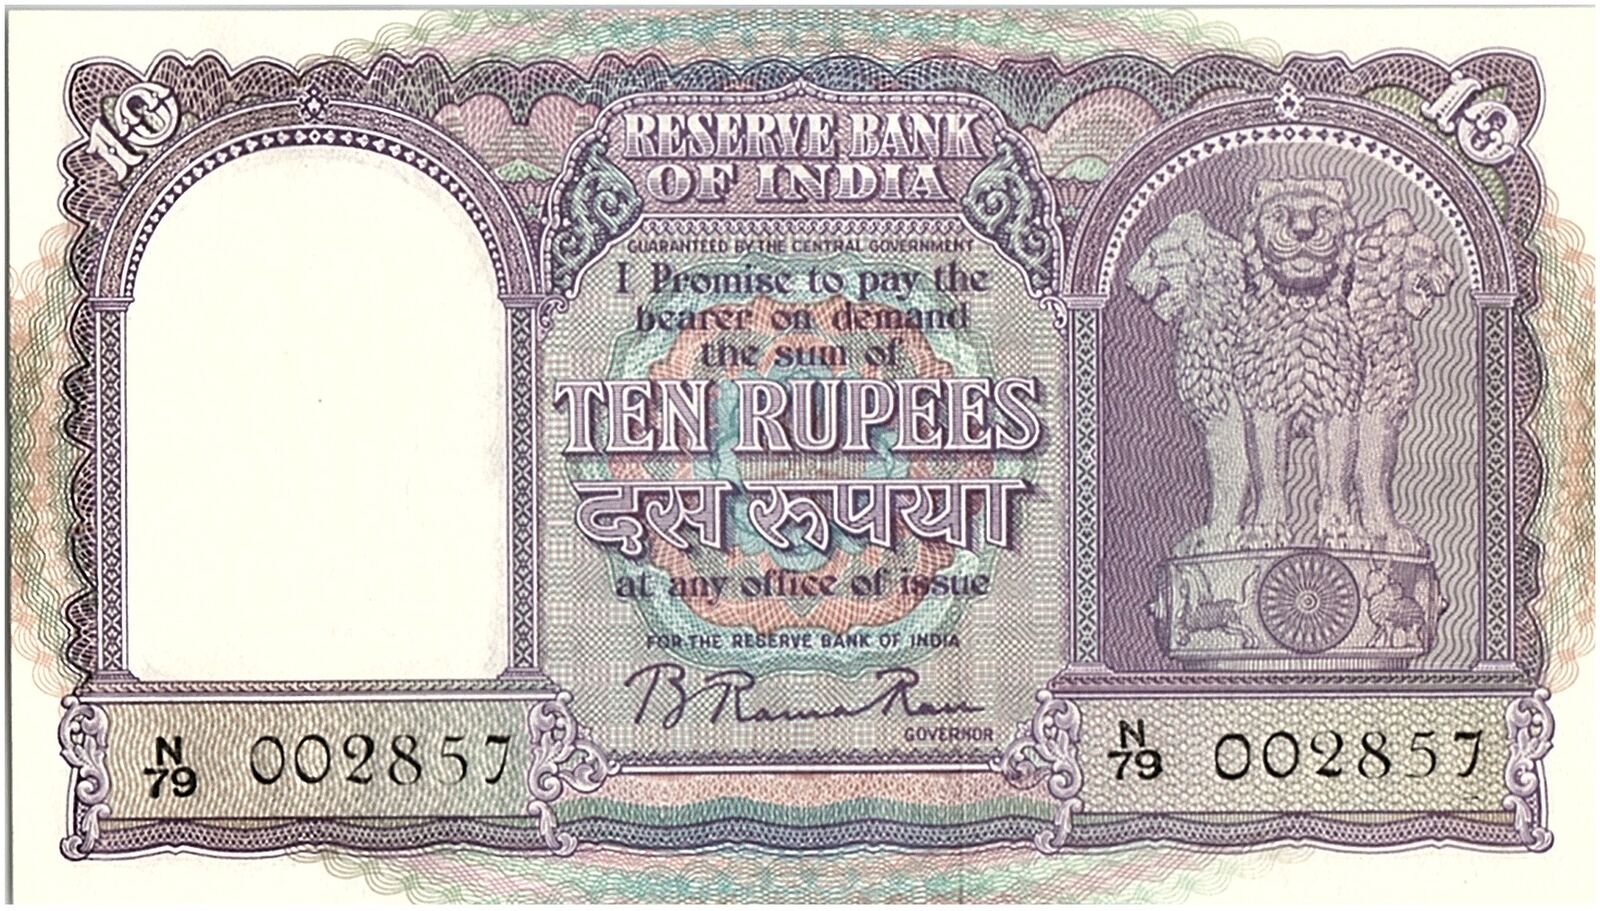 10
10
RESERVE BANK
OF INDIA
GUARANTEED BY THE CENTRAL GOVERNMENT
I Promise to pay the
bearer on demand
the sum of
TEN RUPEES
दस रूपया
at any office of issue
FOR THE RESERVE BANK OF INDIA
B Rama Rau
GOVERNOR
N/79 002857
N/79 002857